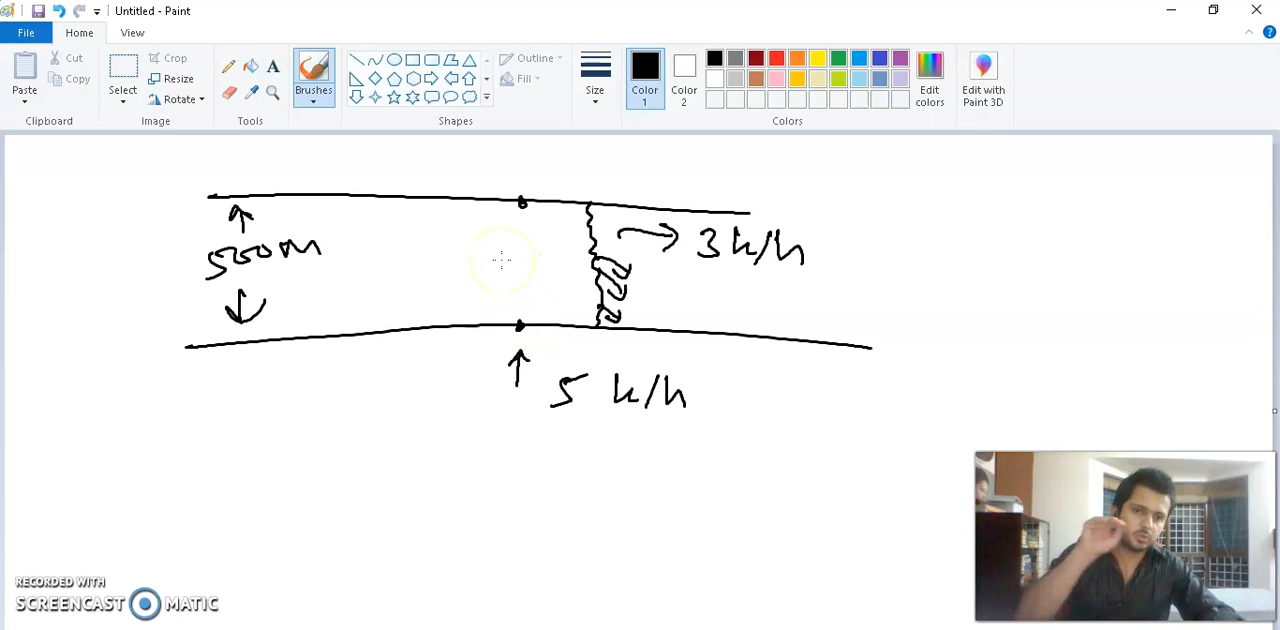 Untitled - Paint
File
Home
View
Paste
Cut
Copy
Clipboard
Select
Crop
Resize
Rotate
Image
A
Tools
Brushes
Outline
Fill
Shapes
Size
Color 1
Color 2
Edit colors
Colors
Edit with Paint 3D
500m
3 k/h
5 k/h
RECORDED WITH
SCREENCAST MATIC